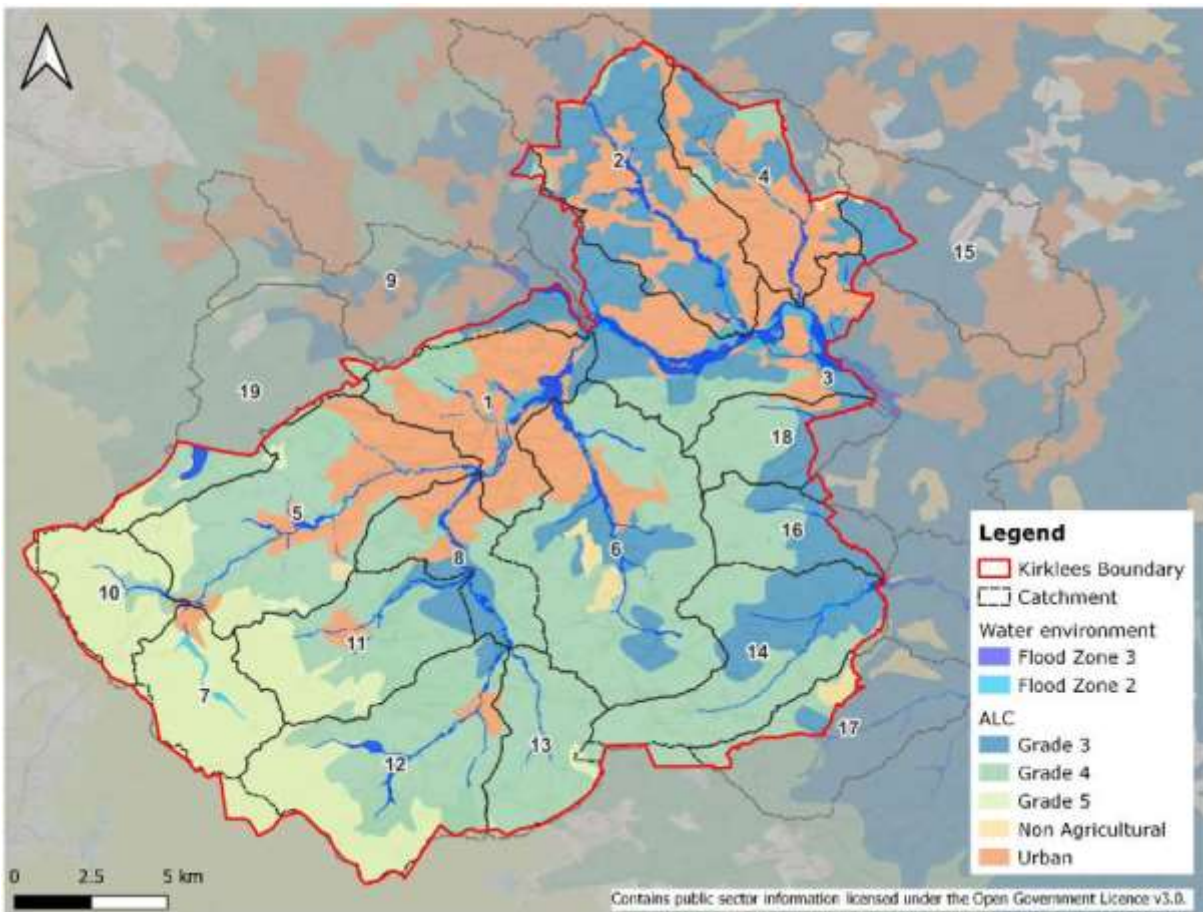 2
4
9
15
3
1
19
18
5
16
6
8
10
11
14
7
17
13
12
Legend
Kirklees Boundary
Catchment
Water environment
Flood Zone 3
Flood Zone 2
ALC
Grade 3
Grade 4
Grade 5
Non Agricultural
Urban
0 2.5 5 km
Contains public sector information licensed under the Open Government Licence v3.0.